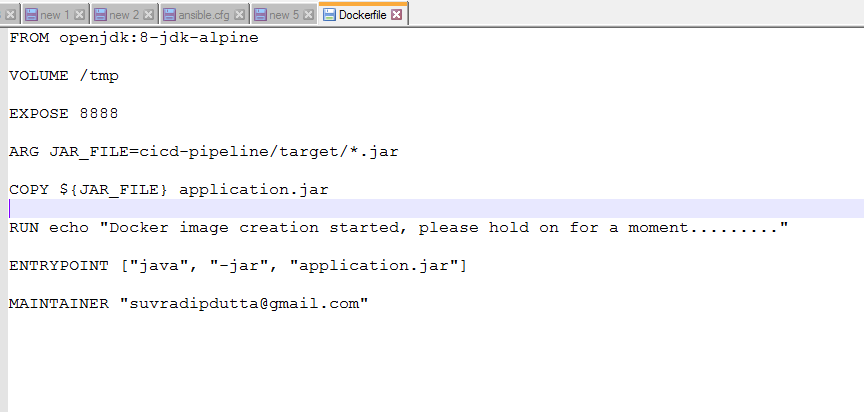 new 1 new 2 ansible.cfg new 5 Dockerfile
FROM openjdk:8-jdk-alpine
VOLUME /tmp
EXPOSE 8888
ARG JAR_FILE=cicd-pipeline/target/*.jar
COPY ${JAR_FILE} application.jar
RUN echo "Docker image creation started, please hold on for a moment........."
ENTRYPOINT ["java", "-jar", "application.jar"]
MAINTAINER "suvradipdutta@gmail.com"